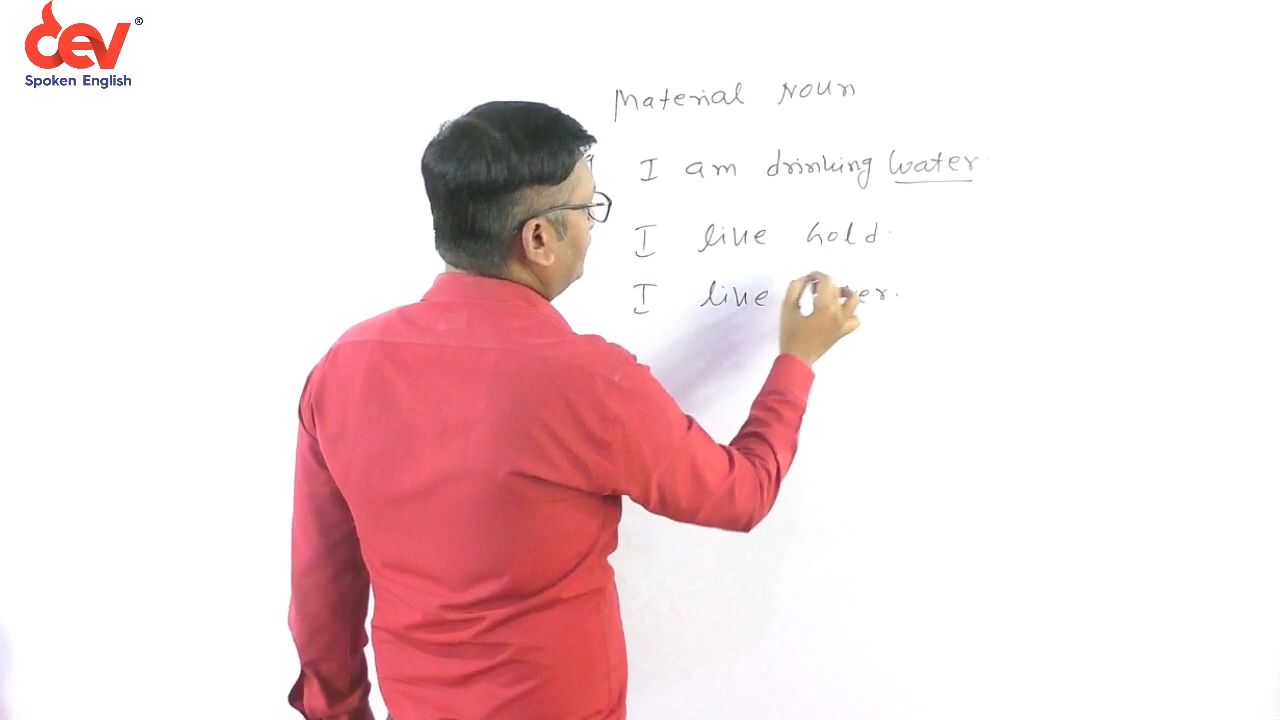 dev®
Spoken English
Material Noun
I am drinking water.
I like Gold.
I like